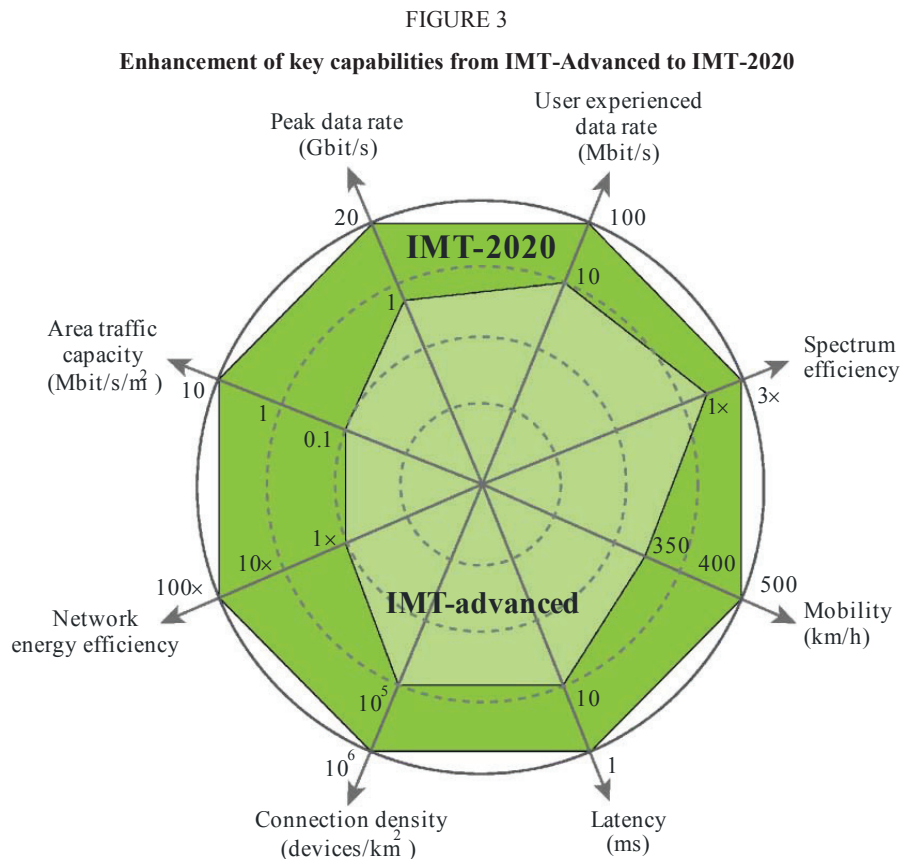 FIGURE 3
Enhancement of key capabilities from IMT-Advanced to IMT-2020
User experienced
data rate
(Mbit/s)
Peak data rate
(Gbit/s)
20
100
IMT-2020
10
1
Area traffic
capacity
(Mbit/s/m²)
Spectrum
efficiency
10
1
0.1
1×
3×
1×
10×
100×
350
400
500
Network
energy efficiency
IMT-advanced
Mobility
(km/h)
10⁵
10
10⁶
1
Connection density
(devices/km²)
Latency
(ms)